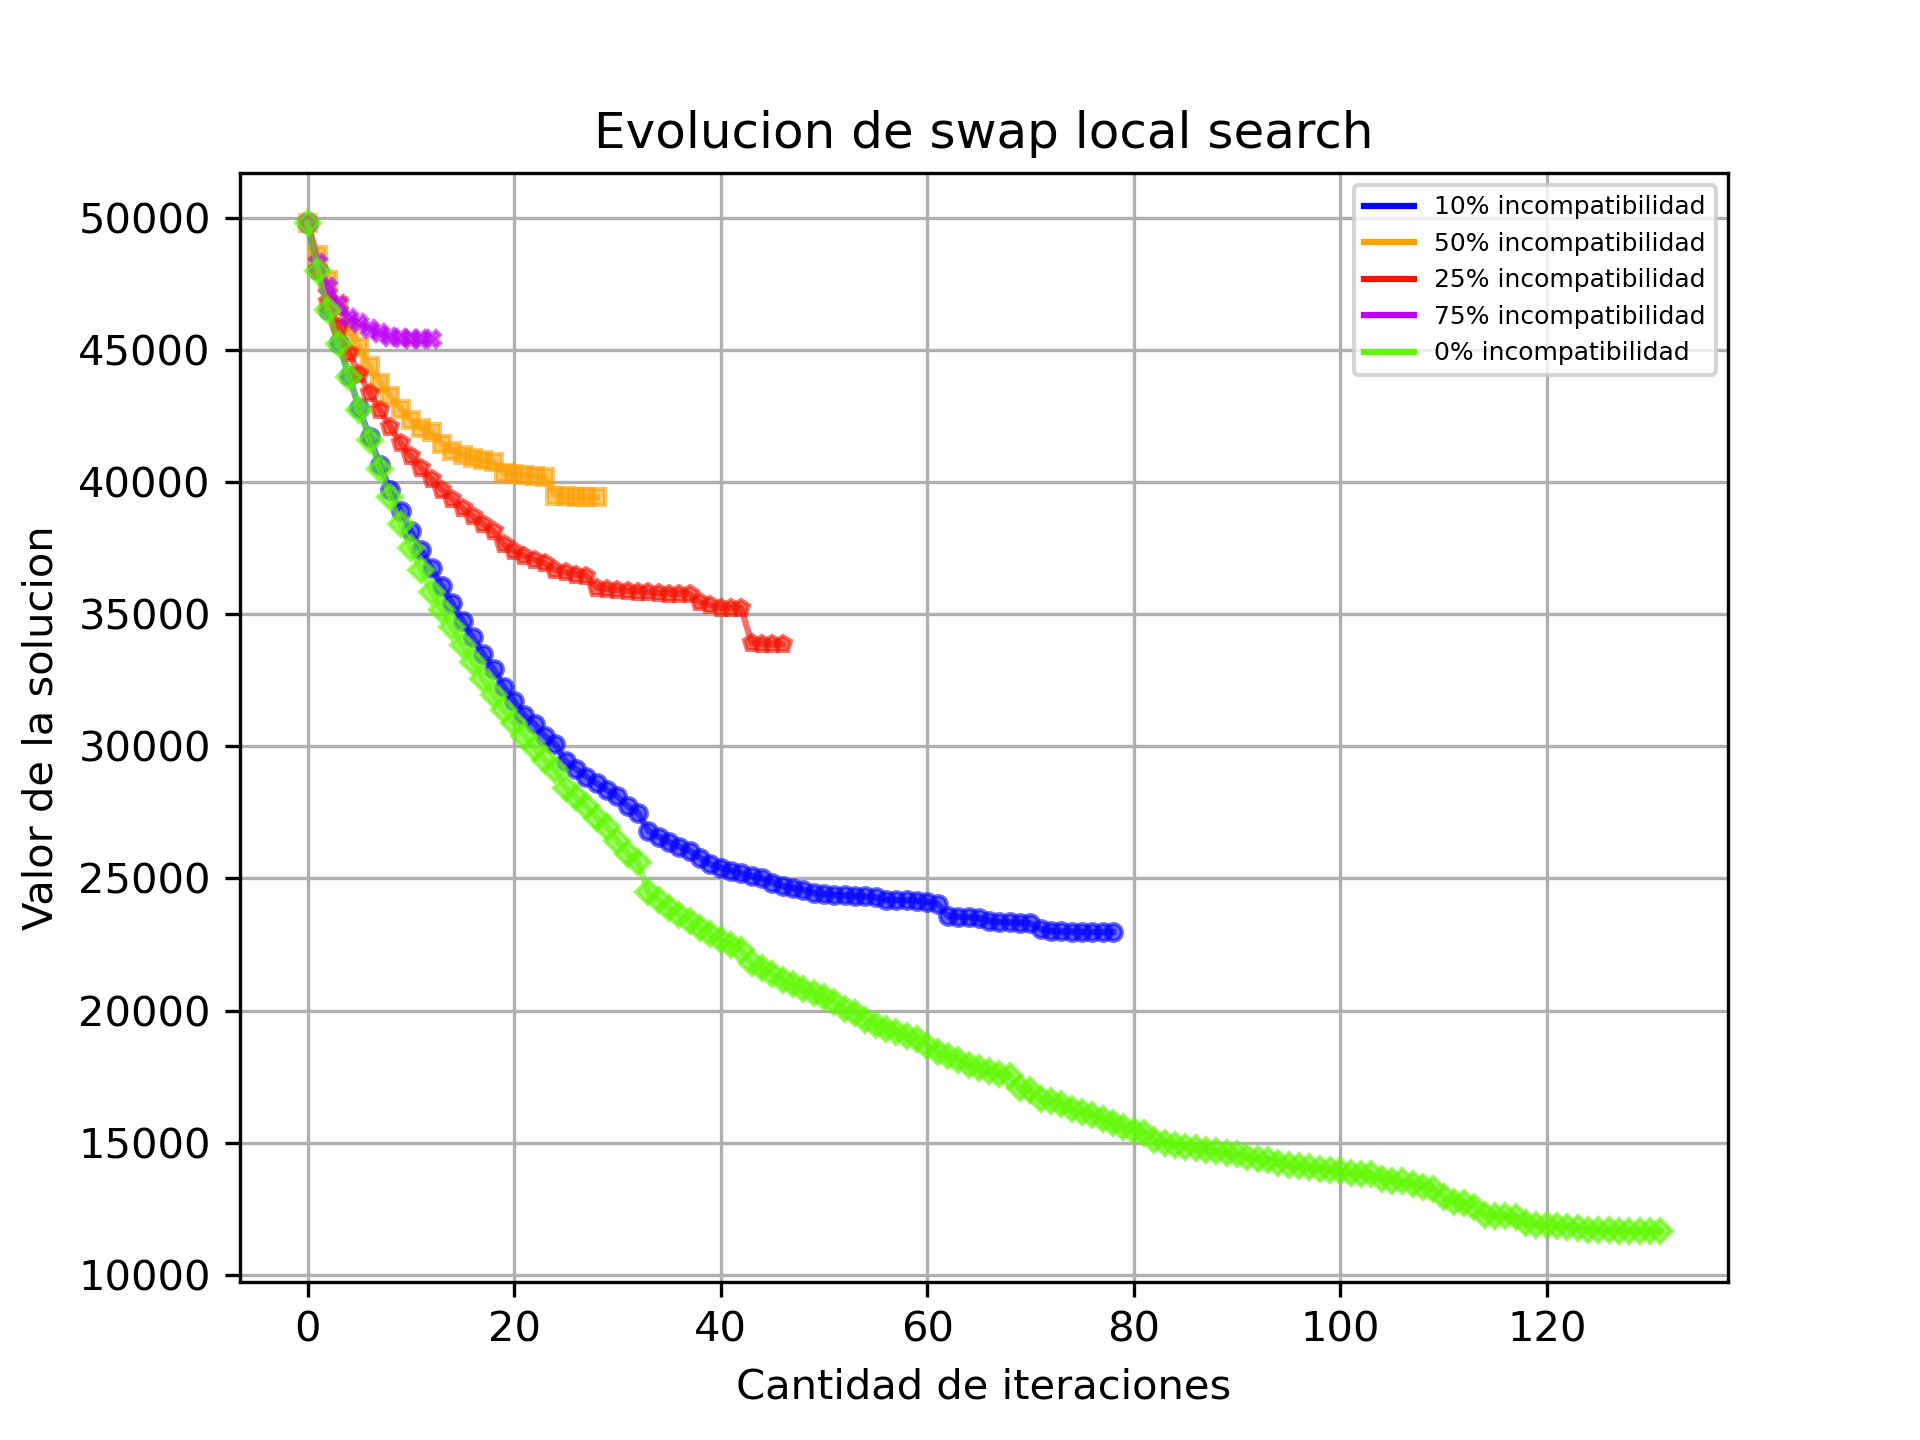 Evolucion de swap local search
10% incompatibilidad
50% incompatibilidad
25% incompatibilidad
75% incompatibilidad
0% incompatibilidad
Valor de la solucion
50000
45000
40000
35000
30000
25000
20000
15000
10000
0 20 40 60 80 100 120
Cantidad de iteraciones